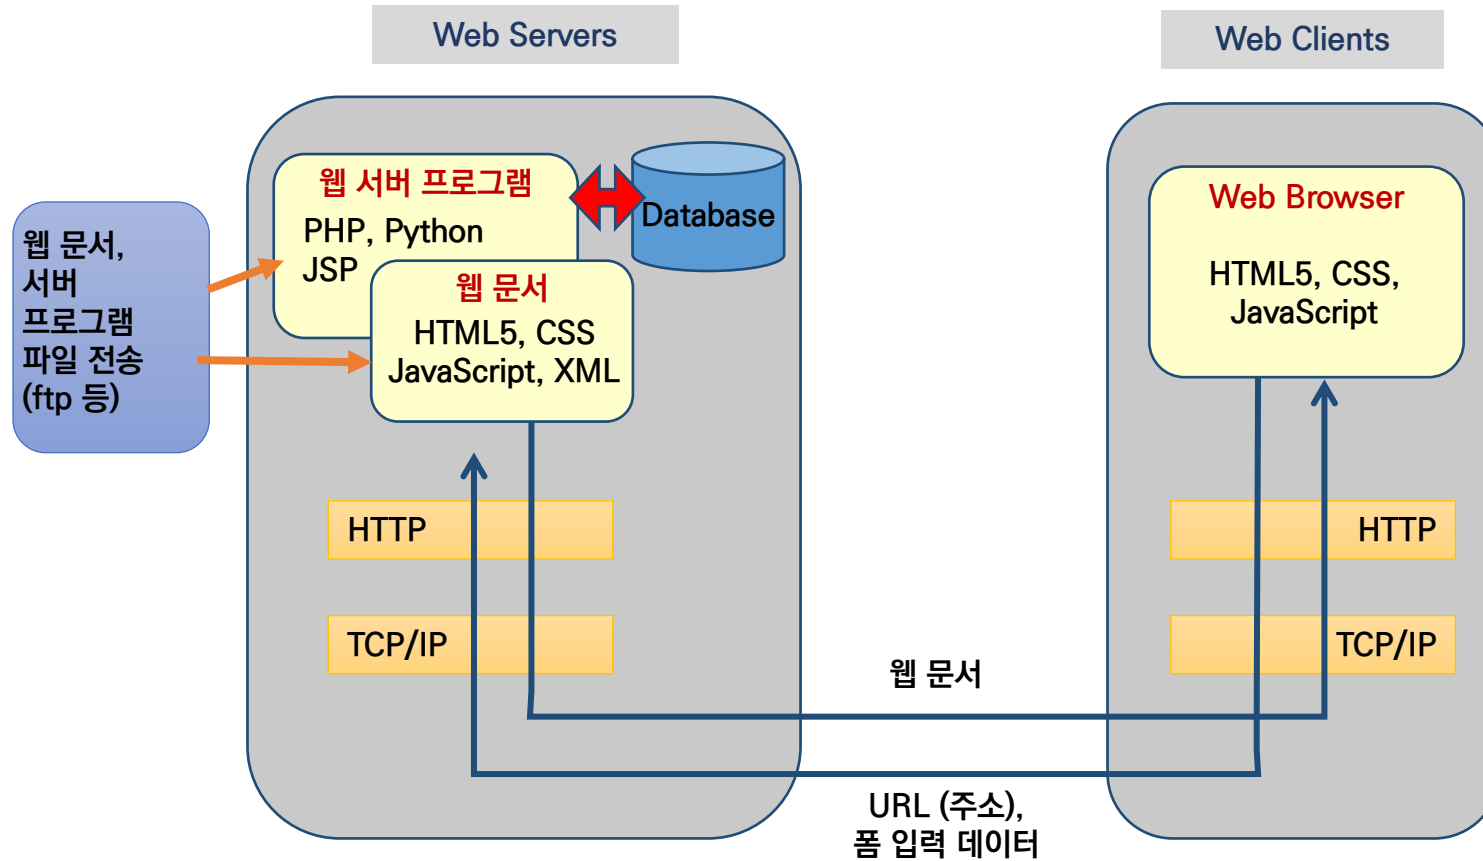 Web Servers
Web Clients
웹 서버 프로그램
PHP, Python
JSP
Database
웹 문서
HTML5, CSS
JavaScript, XML
웹 문서,
서버
프로그램
파일 전송
(ftp 등)
Web Browser
HTML5, CSS,
JavaScript
HTTP
HTTP
TCP/IP
TCP/IP
웹 문서
URL (주소),
폼 입력 데이터